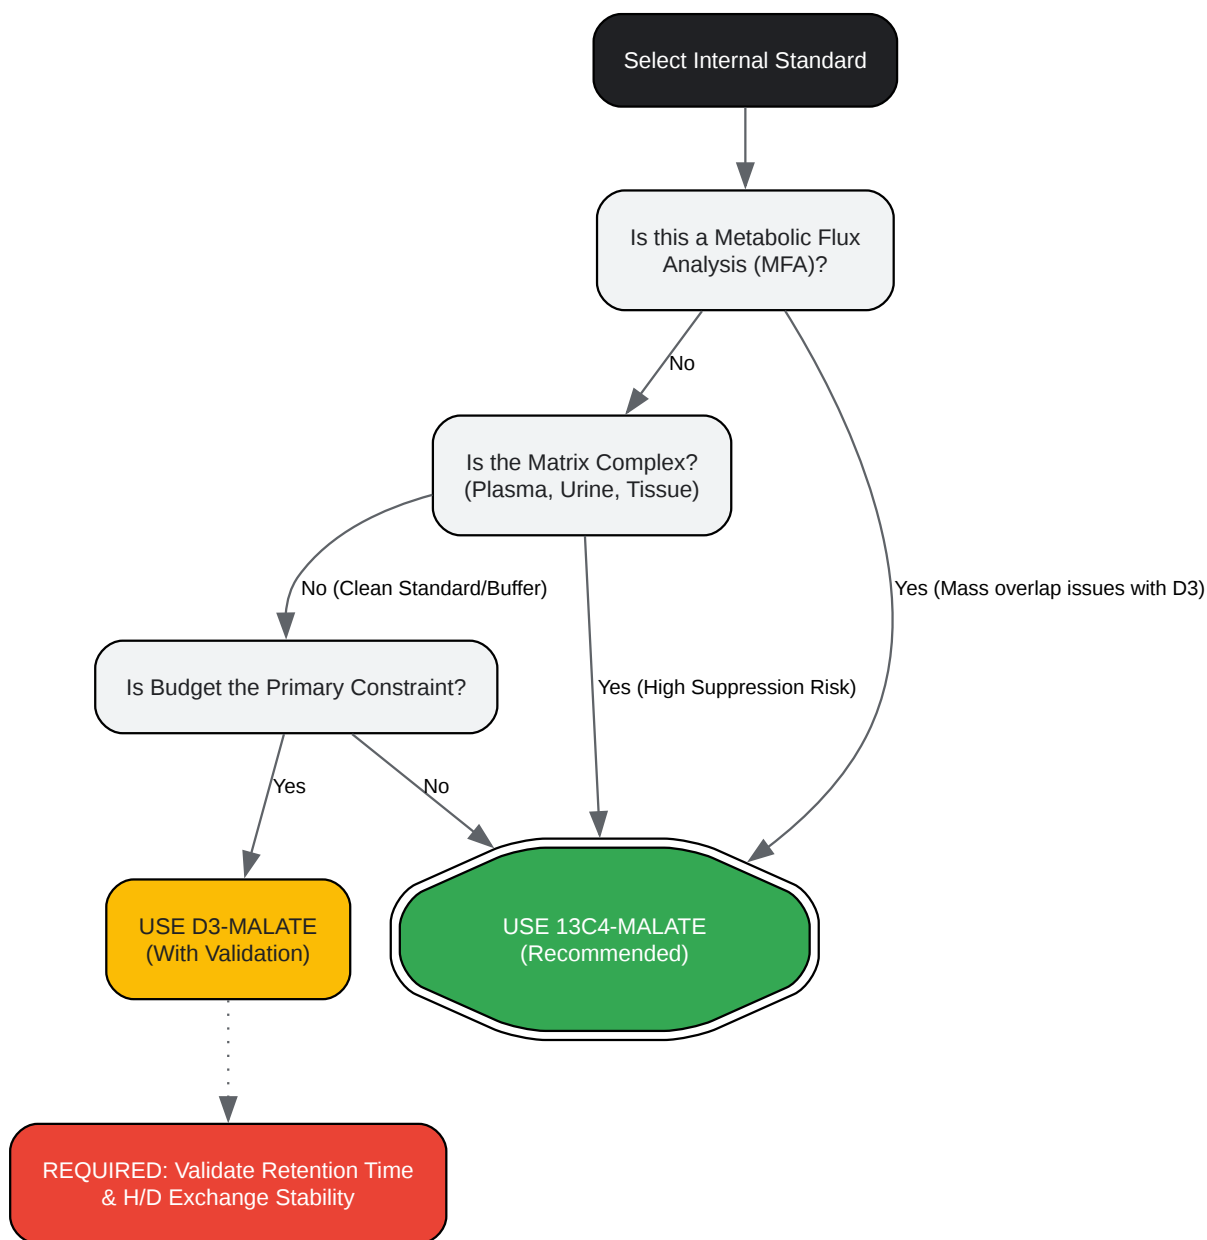 Select Internal Standard
Is this a Metabolic Flux
Analysis (MFA)?
No
Is the Matrix Complex?
(Plasma, Urine, Tissue)
No (Clean Standard/Buffer)
Yes (Mass overlap issues with D3)
Is Budget the Primary Constraint?
Yes (High Suppression Risk)
Yes
No
USE D3-MALATE
(With Validation)
USE 13C4-MALATE
(Recommended)
REQUIRED: Validate Retention Time
& H/D Exchange Stability